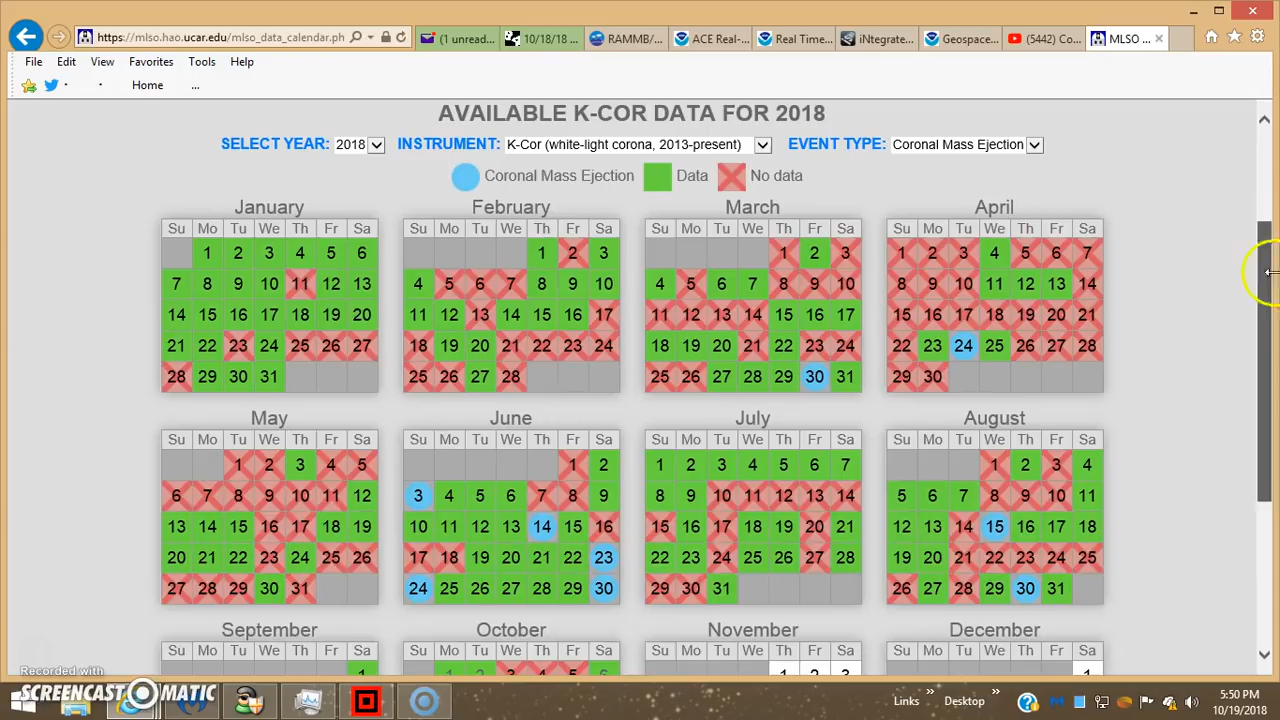 https://mlso.hao.ucar.edu/mlso_data_calendar.ph
(1 unread...
10/18/18 ...
RAMMB/...
ACE Real-...
Real Time...
iNtegrate...
Geospace...
(5442) Co...
MLSO ...
File Edit View Favorites Tools Help
Home ...
AVAILABLE K-COR DATA FOR 2018
SELECT YEAR: 2018 INSTRUMENT: K-Cor (white-light corona, 2013-present) EVENT TYPE: Coronal Mass Ejection
Coronal Mass Ejection Data No data
January February March April
Su Mo Tu We Th Fr Sa Su Mo Tu We Th Fr Sa Su Mo Tu We Th Fr Sa Su Mo Tu We Th Fr Sa
1 2 3 4 5 6 1 2 3 1 2 3 1 2 3 4 5 6 7
7 8 9 10 11 12 13 4 5 6 7 8 9 10 4 5 6 7 8 9 10 8 9 10 11 12 13 14
14 15 16 17 18 19 20 11 12 13 14 15 16 17 11 12 13 14 15 16 17 15 16 17 18 19 20 21
21 22 23 24 25 26 27 18 19 20 21 22 23 24 18 19 20 21 22 23 24 22 23 24 25 26 27 28
28 29 30 31 25 26 27 28 25 26 27 28 29 30 31 29 30
May June July August
Su Mo Tu We Th Fr Sa Su Mo Tu We Th Fr Sa Su Mo Tu We Th Fr Sa Su Mo Tu We Th Fr Sa
1 2 3 4 5 1 2 1 2 3 4 5 6 7 1 2 3 4
6 7 8 9 10 11 12 3 4 5 6 7 8 9 8 9 10 11 12 13 14 5 6 7 8 9 10 11
13 14 15 16 17 18 19 10 11 12 13 14 15 16 15 16 17 18 19 20 21 12 13 14 15 16 17 18
20 21 22 23 24 25 26 17 18 19 20 21 22 23 22 23 24 25 26 27 28 19 20 21 22 23 24 25
27 28 29 30 31 24 25 26 27 28 29 30 29 30 31 26 27 28 29 30 31
September October November December
Su Mo Tu We Th Fr Sa Su Mo Tu We Th Fr Sa Su Mo Tu We Th Fr Sa Su Mo Tu We Th Fr Sa
1 1 2 3 4 5 6 1 2 3 1
Recorded with
SCREENCAST-O-MATIC
Links » Desktop »
5:50 PM
10/19/2018